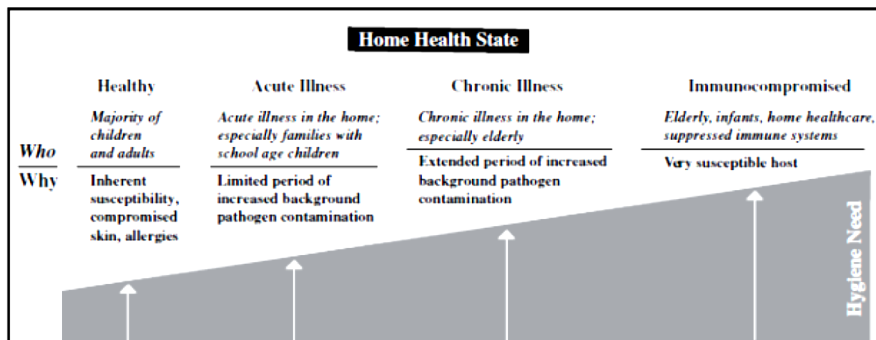 Home Health State
Healthy
Acute Illness
Chronic Illness
Immunocompromised
Who
Majority of
children
and adults
Acute illness in the home;
especially families with
school age children
Chronic illness in the home;
especially elderly
Elderly, infants, home healthcare,
suppressed immune systems
Why
Inherent
susceptibility,
compromised
skin, allergies
Limited period of
increased background
pathogen contamination
Extended period of increased
background pathogen
contamination
Very susceptible host
Hygiene Need